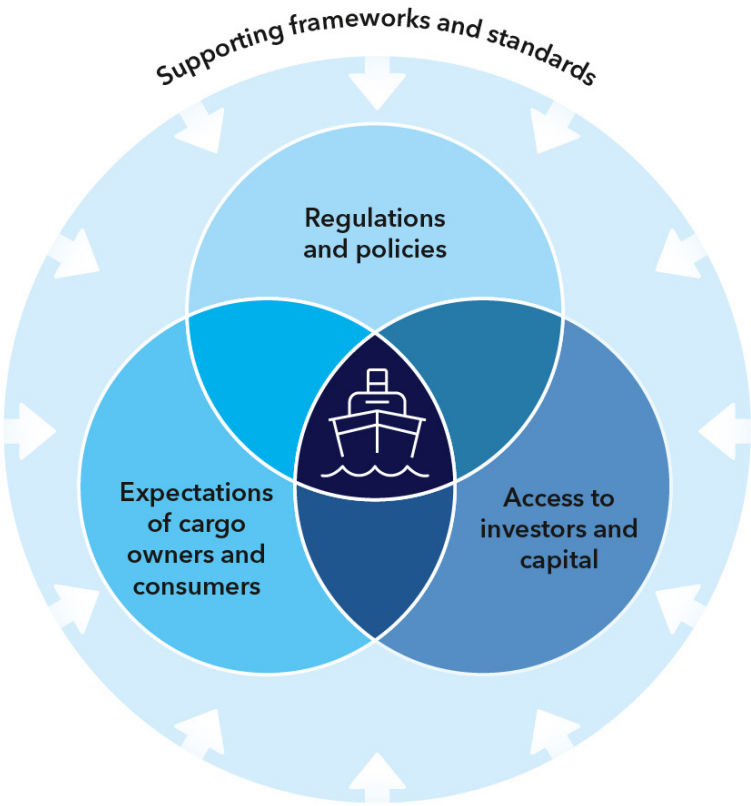 Supporting frameworks and standards
Regulations
and policies
Expectations
of cargo
owners and
consumers
Access to
investors and
capital